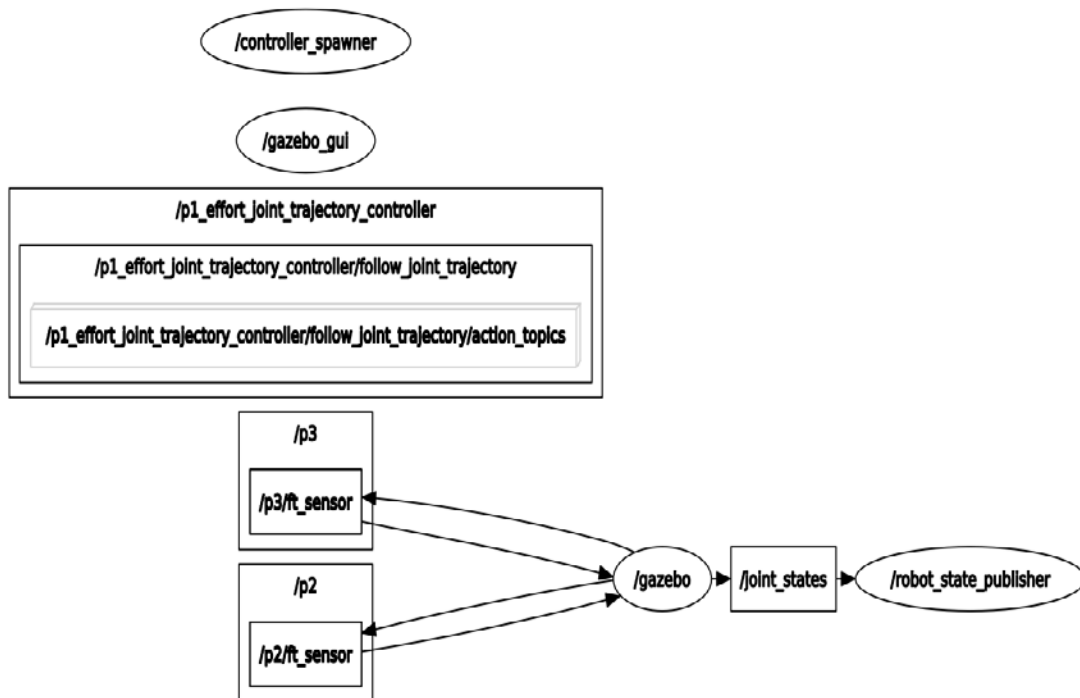 /controller_spawner
/gazebo_gui
/p1_effort_joint_trajectory_controller
/p1_effort_joint_trajectory_controller/follow_joint_trajectory
/p1_effort_joint_trajectory_controller/follow_joint_trajectory/action_topics
/p3
/p3/ft_sensor
/gazebo
/joint_states
/robot_state_publisher
/p2
/p2/ft_sensor